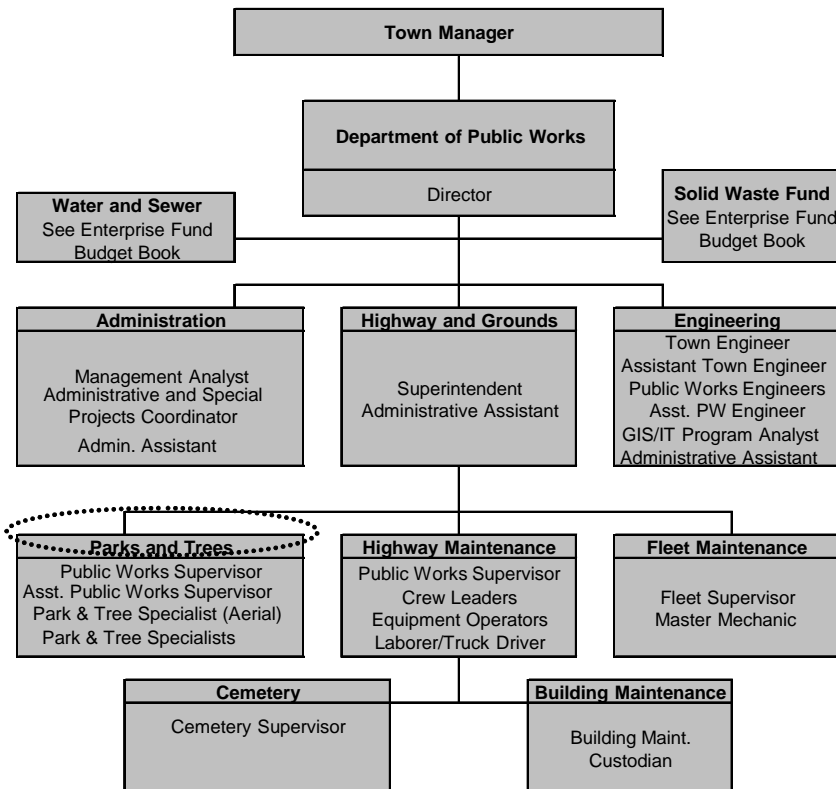 Town Manager
Department of Public Works
Director
Water and Sewer
See Enterprise Fund
Budget Book
Solid Waste Fund
See Enterprise Fund
Budget Book
Administration
Management Analyst
Administrative and Special
Projects Coordinator
Admin. Assistant
Highway and Grounds
Superintendent
Administrative Assistant
Engineering
Town Engineer
Assistant Town Engineer
Public Works Engineers
Asst. PW Engineer
GIS/IT Program Analyst
Administrative Assistant
Parks and Trees
Public Works Supervisor
Asst. Public Works Supervisor
Park & Tree Specialist (Aerial)
Park & Tree Specialists
Highway Maintenance
Public Works Supervisor
Crew Leaders
Equipment Operators
Laborer/Truck Driver
Fleet Maintenance
Fleet Supervisor
Master Mechanic
Cemetery
Cemetery Supervisor
Building Maintenance
Building Maint.
Custodian